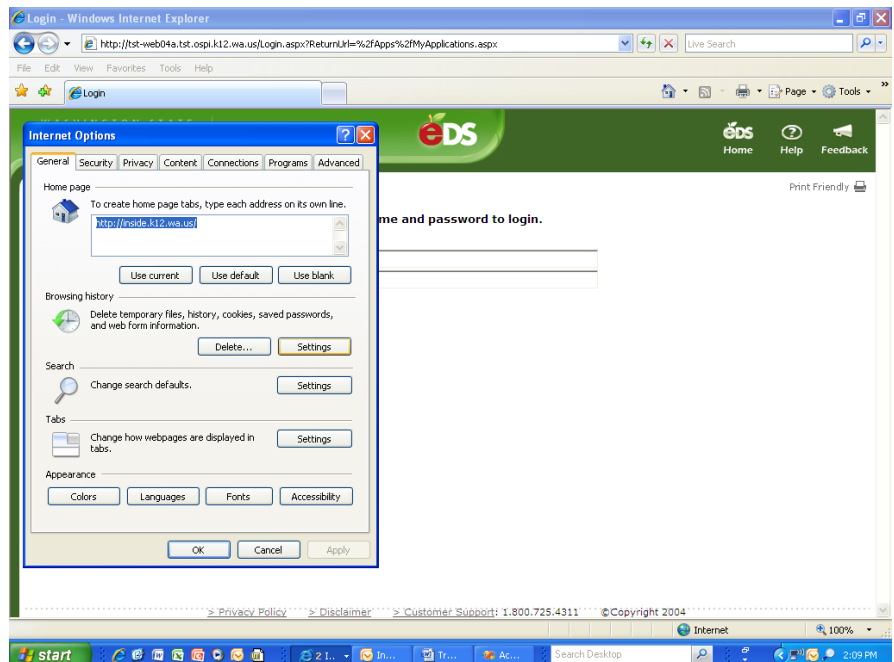 Login - Windows Internet Explorer
http://tst-web04a.tst.ospi.k12.wa.us/Login.aspx?ReturnUrl=%2fApps%2fMyApplications.aspx
Live Search
File Edit View Favorites Tools Help
Login
Page
Tools
»
eDS
eDS
Home
Help
Feedback
Print Friendly
me and password to login.
Internet Options
General Security Privacy Content Connections Programs Advanced
Home page
To create home page tabs, type each address on its own line.
http://inside.k12.wa.us/
Use current Use default Use blank
Browsing history
Delete temporary files, history, cookies, saved passwords,
and web form information.
Delete... Settings
Search
Change search defaults.
Settings
Tabs
Change how webpages are displayed in
tabs.
Settings
Appearance
Colors Languages Fonts Accessibility
OK Cancel Apply
> Privacy Policy > Disclaimer > Customer Support: 1.800.725.4311 ©Copyright 2004
Internet 100%
start 2 I... In... Tr... Ac... Search Desktop 2:09 PM